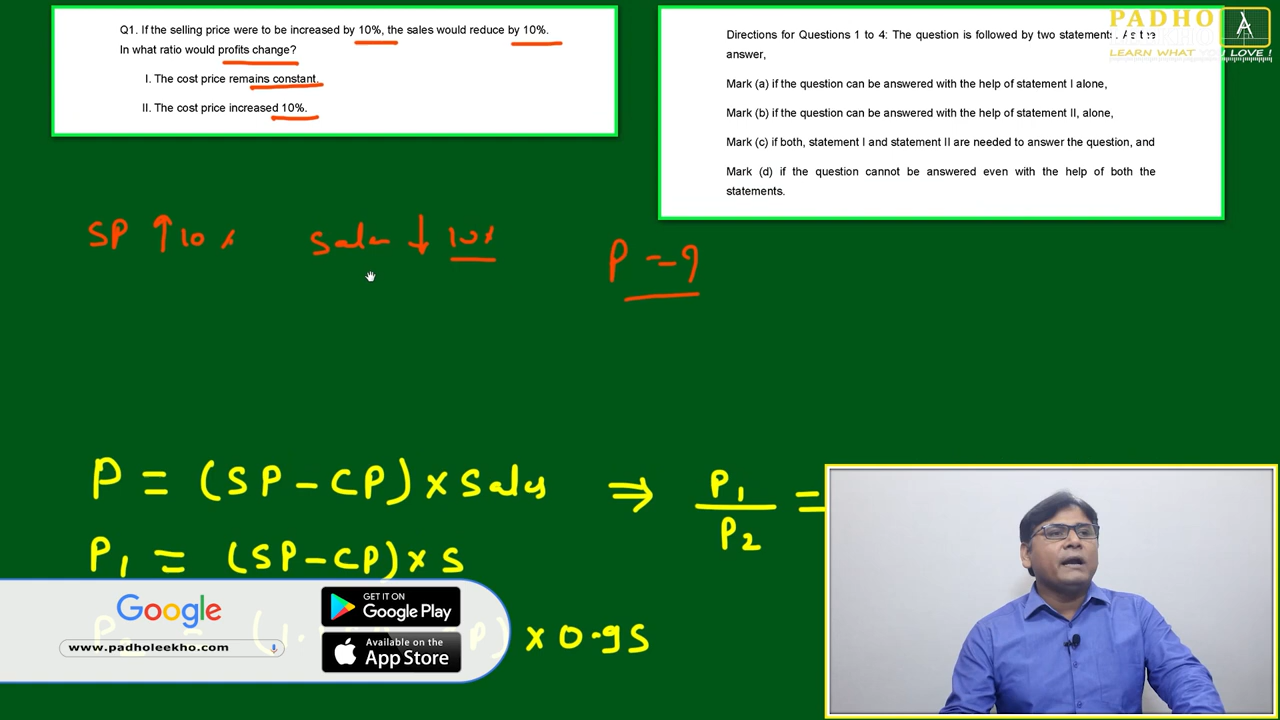 Q1. If the selling price were to be increased by 10%, the sales would reduce by 10%.
In what ratio would profits change?
I. The cost price remains constant.
II. The cost price increased 10%.
Directions for Questions 1 to 4: The question is followed by two statements. As the
answer,
Mark (a) if the question can be answered with the help of statement I alone,
Mark (b) if the question can be answered with the help of statement II, alone,
Mark (c) if both, statement I and statement II are needed to answer the question, and
Mark (d) if the question cannot be answered even with the help of both the
statements.
PADHO
LEEKHO
LEARN WHAT YOU LOVE !
SP ↑ 10 %
Sales ↓ 10%
P = ?
P = (SP - CP) × Sales ⇒ P1 / P2 =
P1 = (SP - CP) × S
× 0.9S
Google
www.padholeekho.com
GET IT ON
Google Play
Available on the
App Store